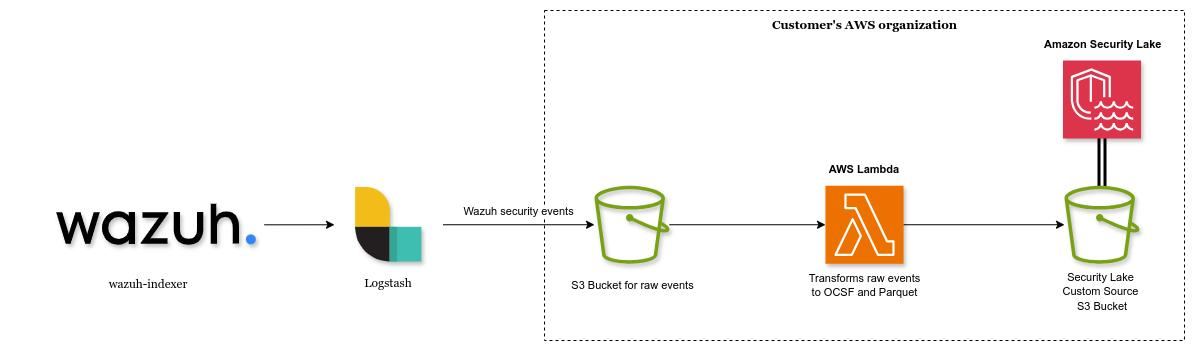 Customer's AWS organization
Amazon Security Lake
AWS Lambda
wazuh.
Wazuh security events
wazuh-indexer
Logstash
S3 Bucket for raw events
Transforms raw events
to OCSF and Parquet
Security Lake
Custom Source
S3 Bucket